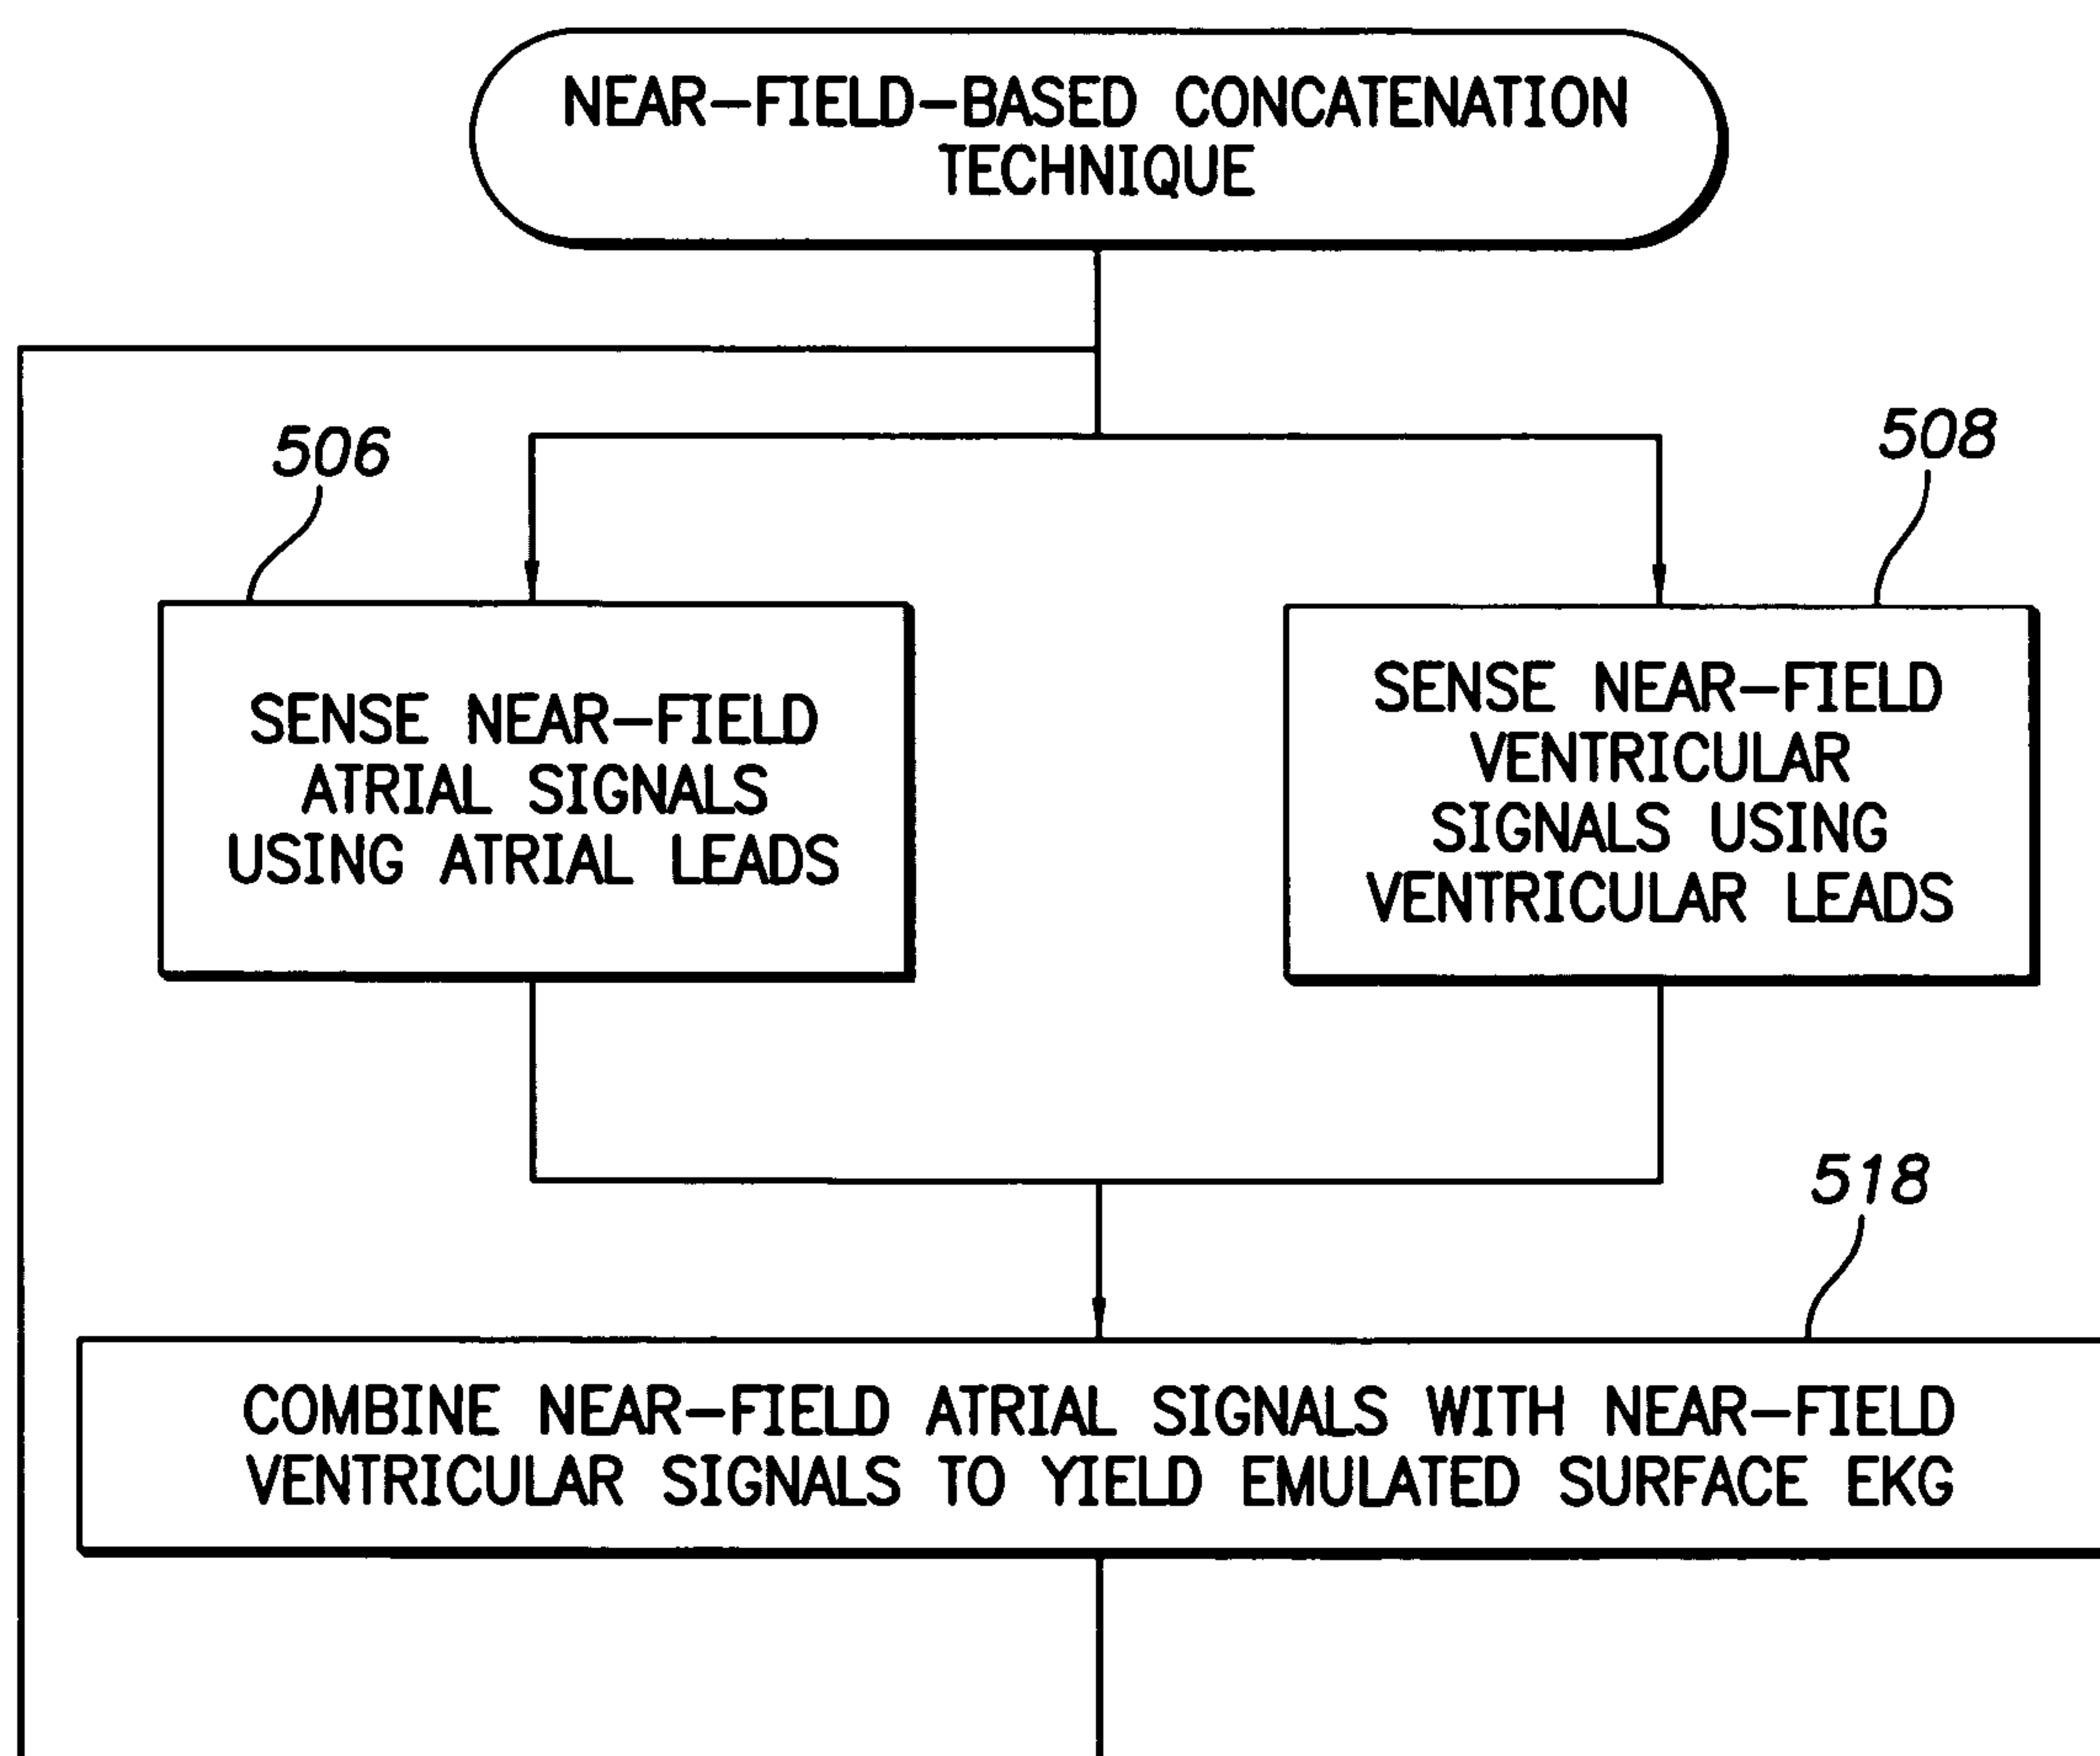 NEAR-FIELD-BASED CONCATENATION
TECHNIQUE
506
508
SENSE NEAR-FIELD
ATRIAL SIGNALS
USING ATRIAL LEADS
SENSE NEAR-FIELD
VENTRICULAR
SIGNALS USING
VENTRICULAR LEADS
518
COMBINE NEAR-FIELD ATRIAL SIGNALS WITH NEAR-FIELD
VENTRICULAR SIGNALS TO YIELD EMULATED SURFACE EKG